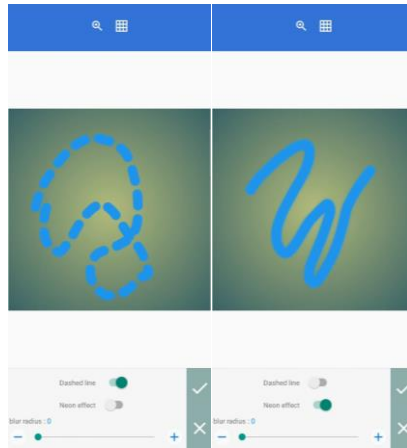 Dashed line
Neon effect
blur radius : 0
− +
Dashed line
Neon effect
blur radius : 0
− +